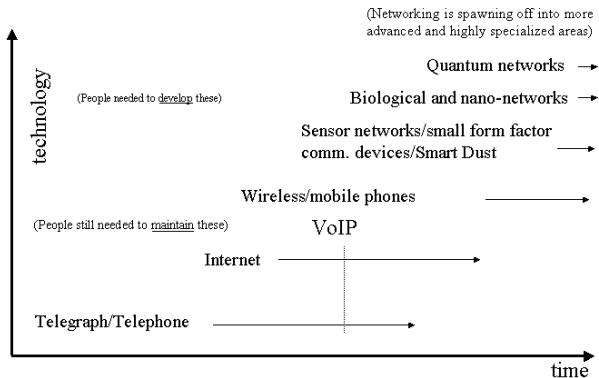 (Networking is spawning off into more
advanced and highly specialized areas)
Quantum networks
technology
(People needed to develop these)
Biological and nano-networks
Sensor networks/small form factor
comm. devices/Smart Dust
Wireless/mobile phones
(People still needed to maintain these)
VoIP
Internet
Telegraph/Telephone
time